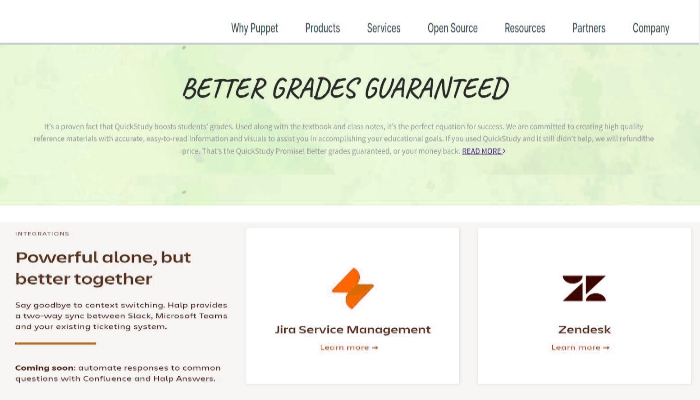 Why Puppet Products Services Open Source Resources Partners Company
BETTER GRADES GUARANTEED
It's a proven fact that QuickStudy boosts students' grades. Used along with the textbook and class notes, it's the perfect equation for success. We are committed to creating high quality
reference materials with accurate, easy-to-read information and visuals to assist you in accomplishing your educational goals. If you used QuickStudy and it still didn't help, we will refundthe
price. That's the QuickStudy Promise! Better grades guaranteed, or your money back. READ MORE>
INTEGRATIONS
Powerful alone, but
better together
Say goodbye to context switching. Halp provides
a two-way sync between Slack, Microsoft Teams
and your existing ticketing system.
Coming soon: automate responses to common
questions with Confluence and Halp Answers.
Jira Service Management
Learn more →
Zendesk
Learn more →